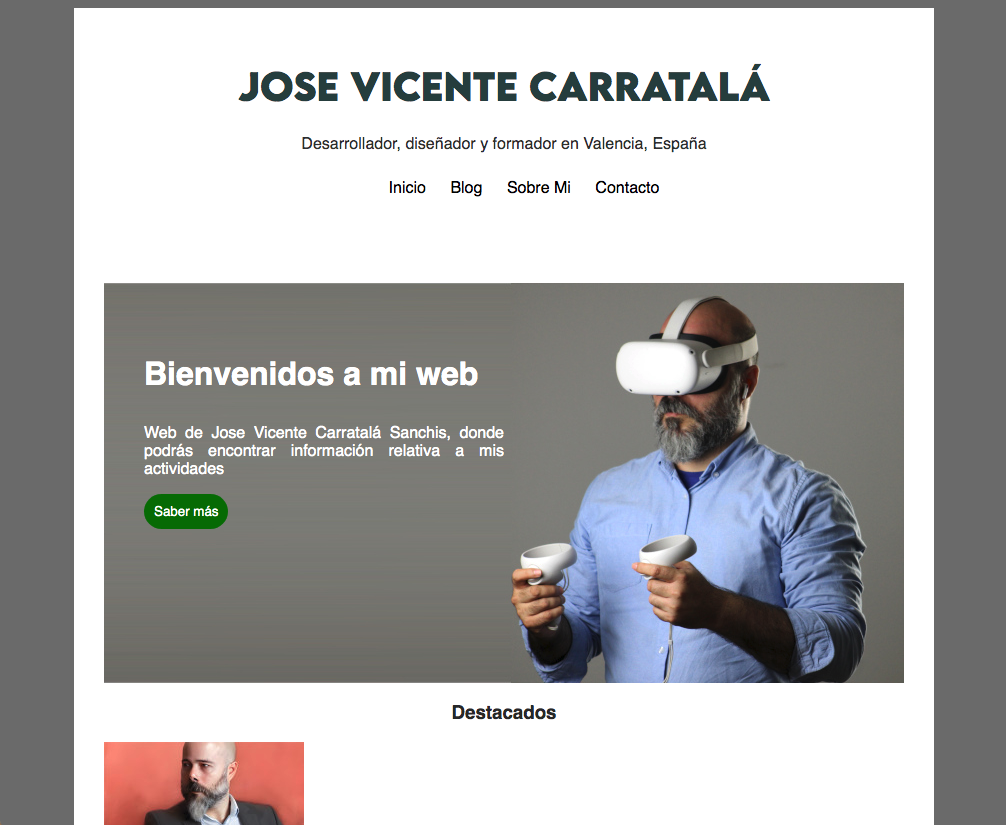 JOSE VICENTE CARRATALÁ
Desarrollador, diseñador y formador en Valencia, España
Inicio Blog Sobre Mi Contacto
Bienvenidos a mi web
Web de Jose Vicente Carratalá Sanchis, donde
podrás encontrar información relativa a mis
actividades
Saber más
Destacados